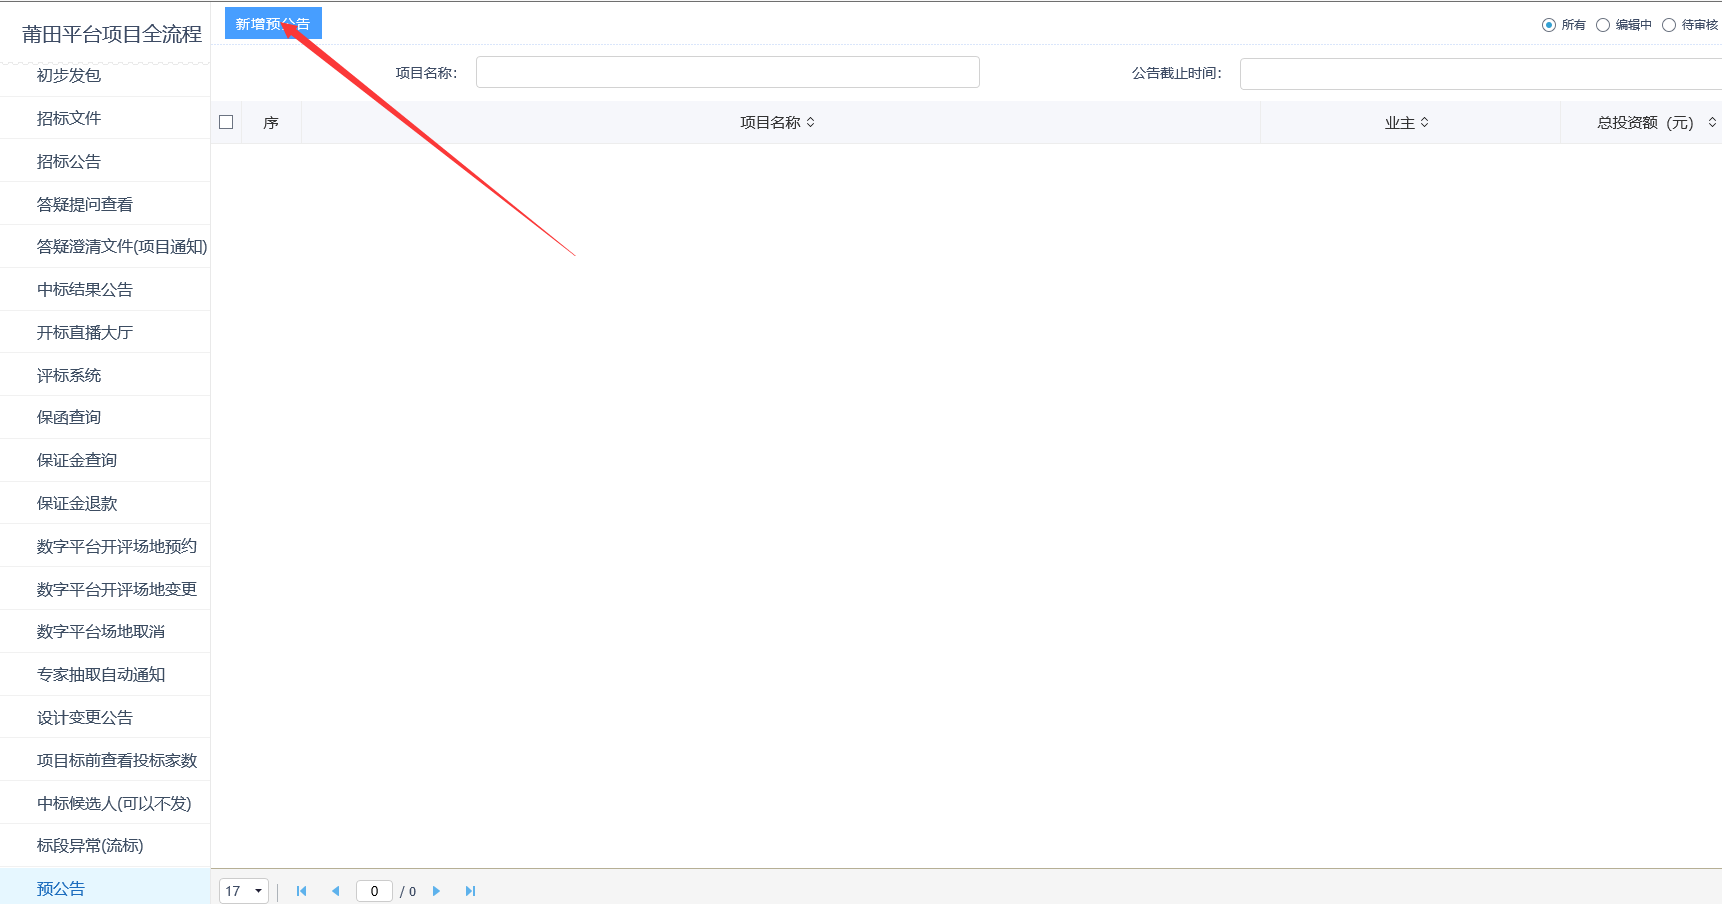 莆田平台项目全流程
初步发包
招标文件
招标公告
答疑提问查看
答疑澄清文件(项目通知)
中标结果公告
开标直播大厅
评标系统
保函查询
保证金查询
保证金退款
数字平台开评场地预约
数字平台开评场地变更
数字平台场地取消
专家抽取自动通知
设计变更公告
项目标前查看投标家数
中标候选人(可以不发)
标段异常(流标)
预公告
新增预公告
所有 编辑中 待审核
项目名称： 公告截止时间：
序 项目名称 业主 总投资额（元）
17 0 / 0